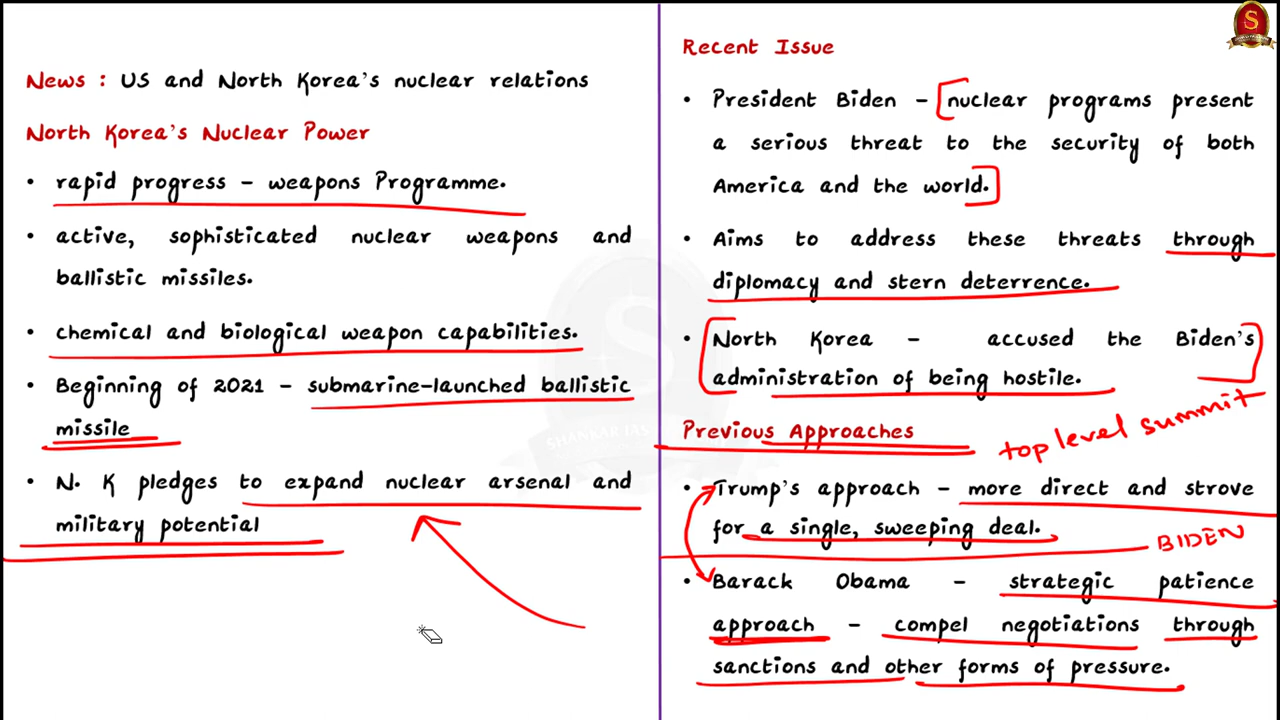 News : US and North Korea's nuclear relations
North Korea's Nuclear Power
• rapid progress – weapons Programme.
• active, sophisticated nuclear weapons and
ballistic missiles.
• chemical and biological weapon capabilities.
• Beginning of 2021 – submarine-launched ballistic
missile
• N. K pledges to expand nuclear arsenal and
military potential
SHANKAR IAS
S
Recent Issue
• President Biden – nuclear programs present
a serious threat to the security of both
America and the world.
• Aims to address these threats through
diplomacy and stern deterrence.
• North Korea – accused the Biden's
administration of being hostile.
top level summit
Previous Approaches
• Trump's approach – more direct and strove
for a single, sweeping deal.
BIDEN
• Barack Obama – strategic patience
approach – compel negotiations through
sanctions and other forms of pressure.
S